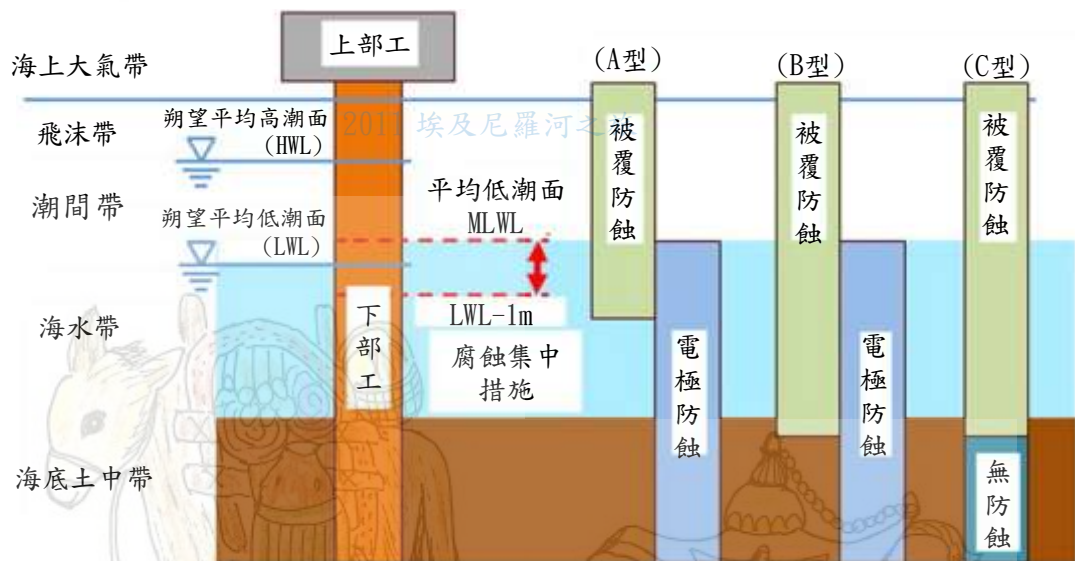 上部工
海上大氣帶
(A型)
(B型)
(C型)
飛沫帶
朔望平均高潮面
(HWL)
2011 埃及尼羅河之
潮間帶
朔望平均低潮面
(LWL)
平均低潮面
MLWL
海水帶
LWL-1m
腐蝕集中
措施
海底土中帶
下部工
被覆防蝕
電極防蝕
被覆防蝕
電極防蝕
被覆防蝕
無防蝕